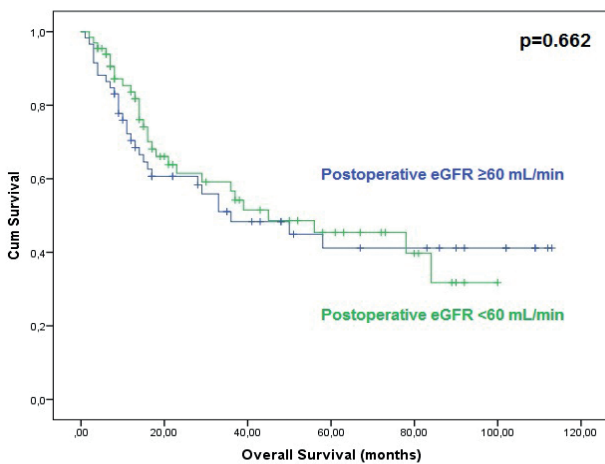 p=0.662
1,0
0,8
0,6
0,4
0,2
0,0
Cum Survival
Postoperative eGFR ≥60 mL/min
Postoperative eGFR <60 mL/min
,00
20,00
40,00
60,00
80,00
100,00
120,00
Overall Survival (months)